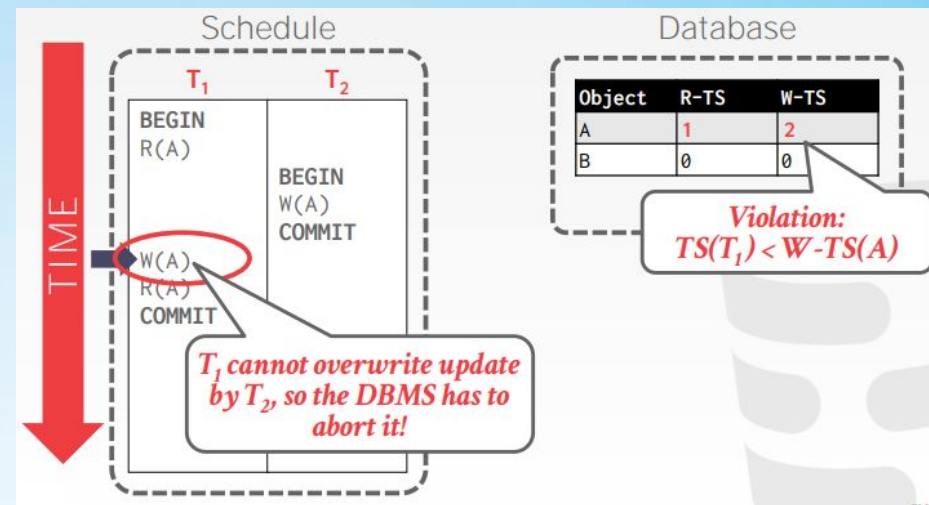 Schedule
Database
TIME
T₁ T₂
BEGIN
R(A)
BEGIN
W(A)
COMMIT
W(A)
R(A)
COMMIT
T₁ cannot overwrite update
by T₂, so the DBMS has to
abort it!
Object R-TS W-TS
A 1 2
B 0 0
Violation:
TS(T₁) < W-TS(A)